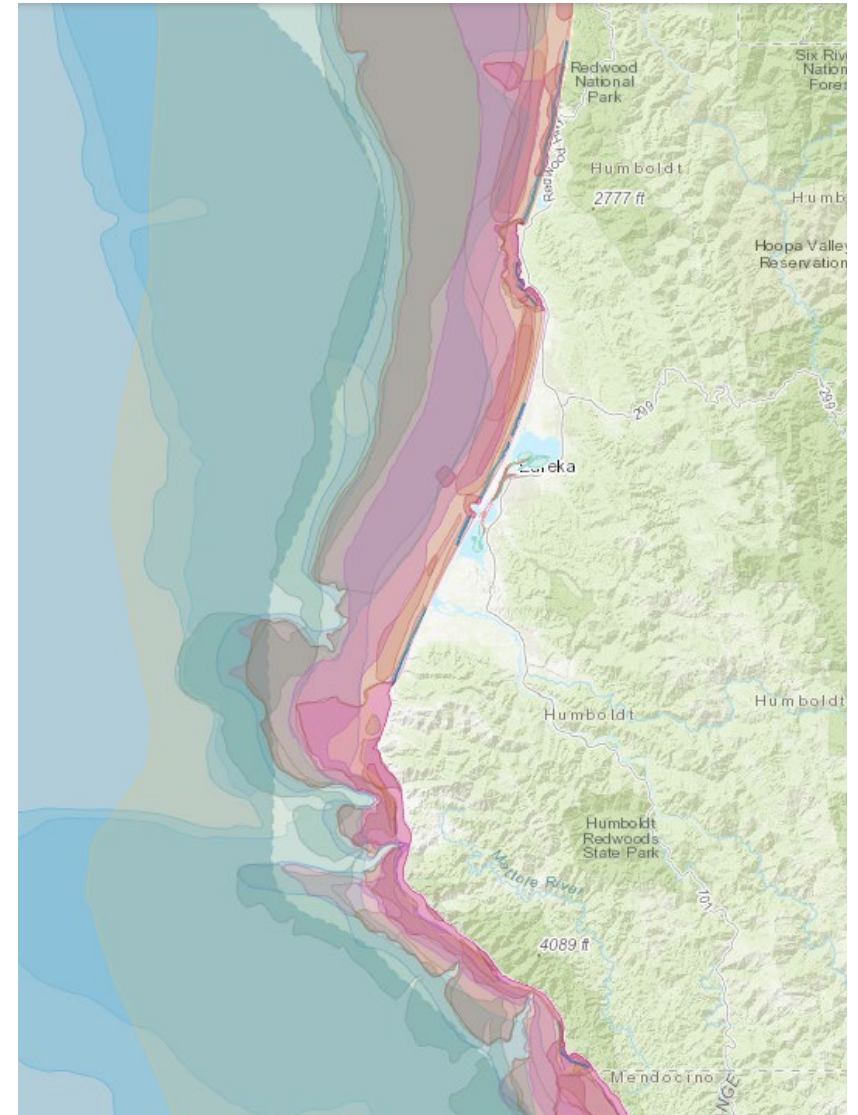 Six Rive
Nation
Fores
Redwood
National
Park
Redwood Hwy
Humboldt
2777 ft
Humb
Hoopa Valley
Reservation
299
299
Eureka
Humboldt
Humboldt
Humboldt
Redwoods
State Park
Mattole River
101
4089 ft
Mendocino
NGE